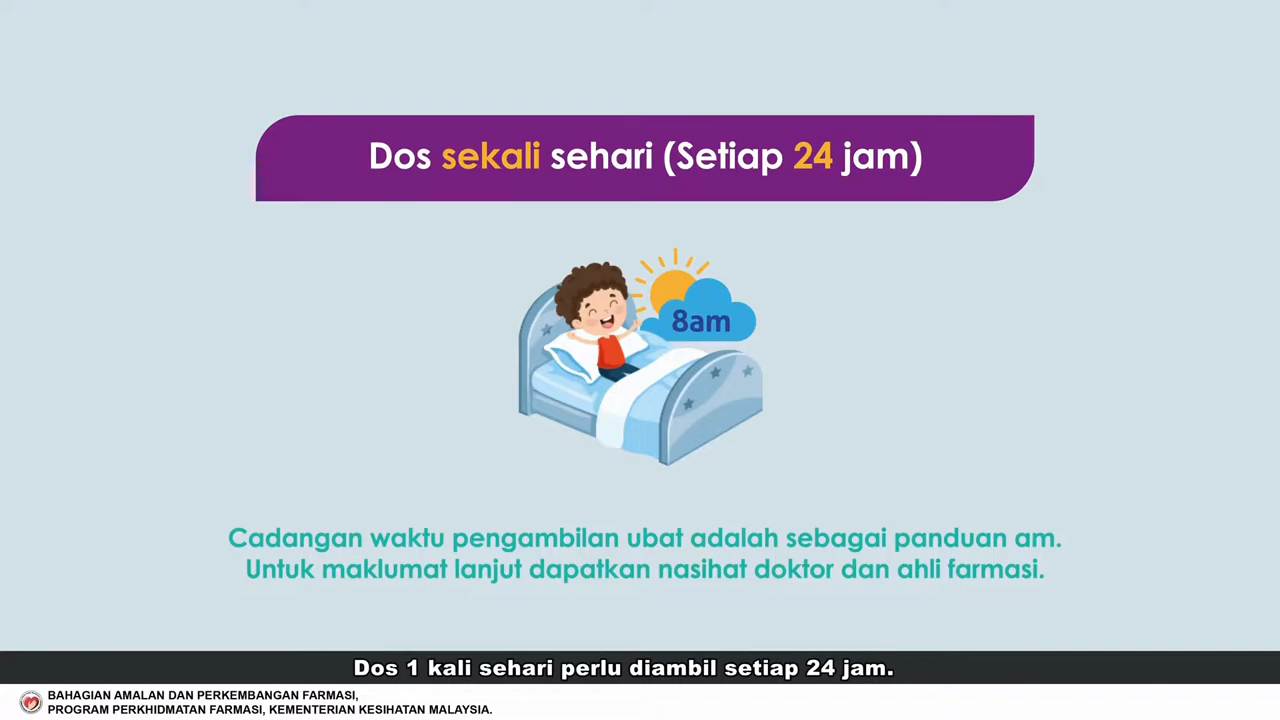 Dos sekali sehari (Setiap 24 jam)
8am
Cadangan waktu pengambilan ubat adalah sebagai panduan am.
Untuk maklumat lanjut dapatkan nasihat doktor dan ahli farmasi.
Dos 1 kali sehari perlu diambil setiap 24 jam.
BAHAGIAN AMALAN DAN PERKEMBANGAN FARMASI,
PROGRAM PERKHIDMATAN FARMASI, KEMENTERIAN KESIHATAN MALAYSIA.